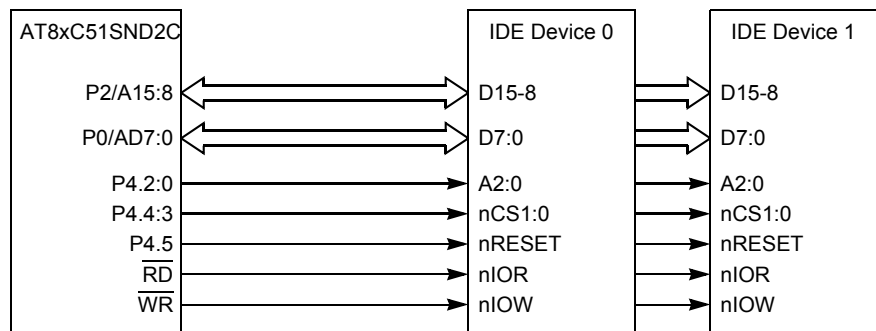 AT8xC51SND2C IDE Device 0 IDE Device 1
P2/A15:8 D15-8 D15-8
P0/AD7:0 D7:0 D7:0
P4.2:0 A2:0 A2:0
P4.4:3 nCS1:0 nCS1:0
P4.5 nRESET nRESET
RD nIOR nIOR
WR nIOW nIOW